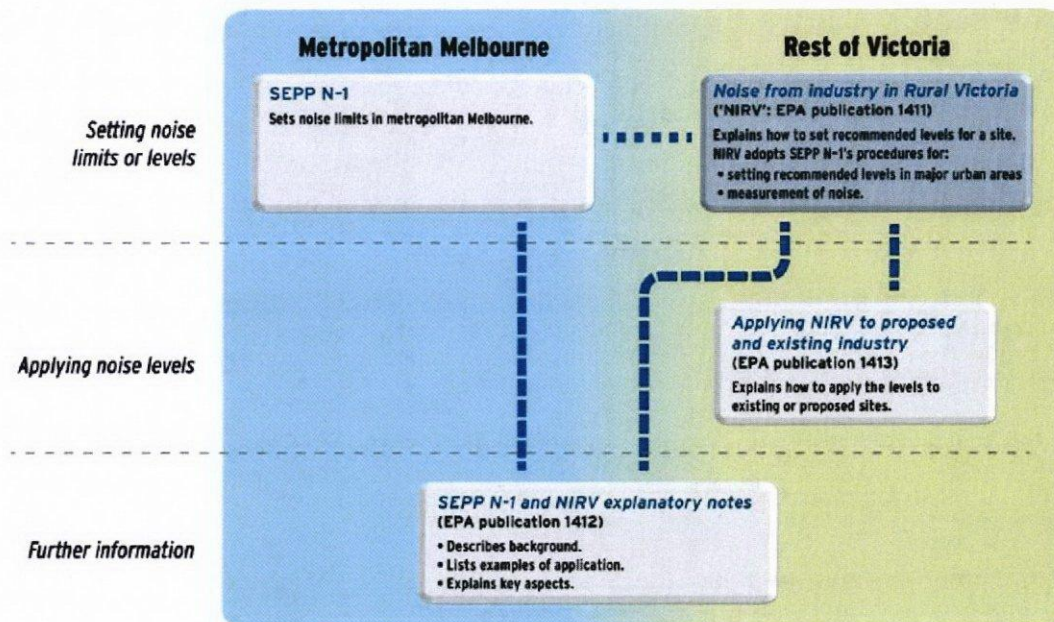 Metropolitan Melbourne
Rest of Victoria
Setting noise
limits or levels
SEPP N-1
Sets noise limits in metropolitan Melbourne.
Noise from industry in Rural Victoria
('NIRV': EPA publication 1411)
Explains how to set recommended levels for a site.
NIRV adopts SEPP N-1's procedures for:
• setting recommended levels in major urban areas
• measurement of noise.
Applying noise levels
Applying NIRV to proposed
and existing industry
(EPA publication 1413)
Explains how to apply the levels to
existing or proposed sites.
Further information
SEPP N-1 and NIRV explanatory notes
(EPA publication 1412)
• Describes background.
• Lists examples of application.
• Explains key aspects.